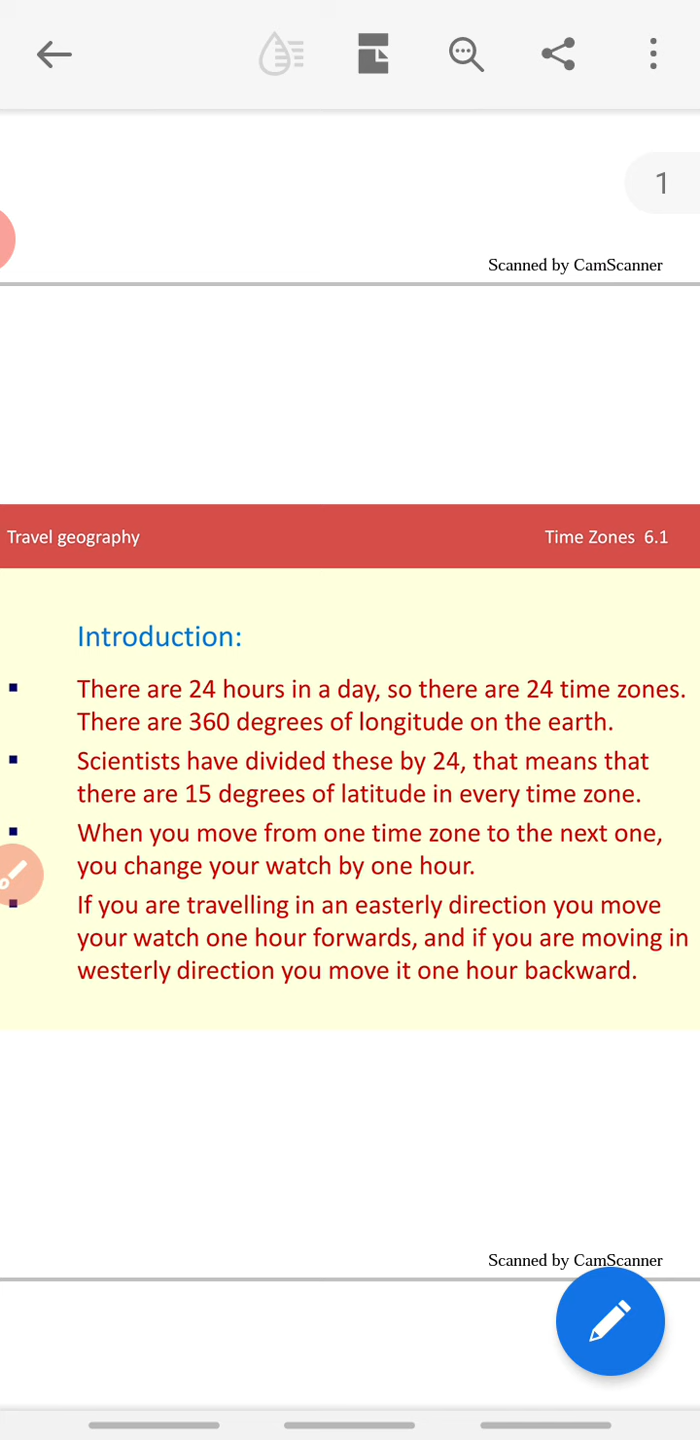 1
Scanned by CamScanner
Travel geography
Time Zones 6.1
Introduction:
There are 24 hours in a day, so there are 24 time zones.
There are 360 degrees of longitude on the earth.
Scientists have divided these by 24, that means that
there are 15 degrees of latitude in every time zone.
When you move from one time zone to the next one,
you change your watch by one hour.
If you are travelling in an easterly direction you move
your watch one hour forwards, and if you are moving in
westerly direction you move it one hour backward.
Scanned by CamScanner